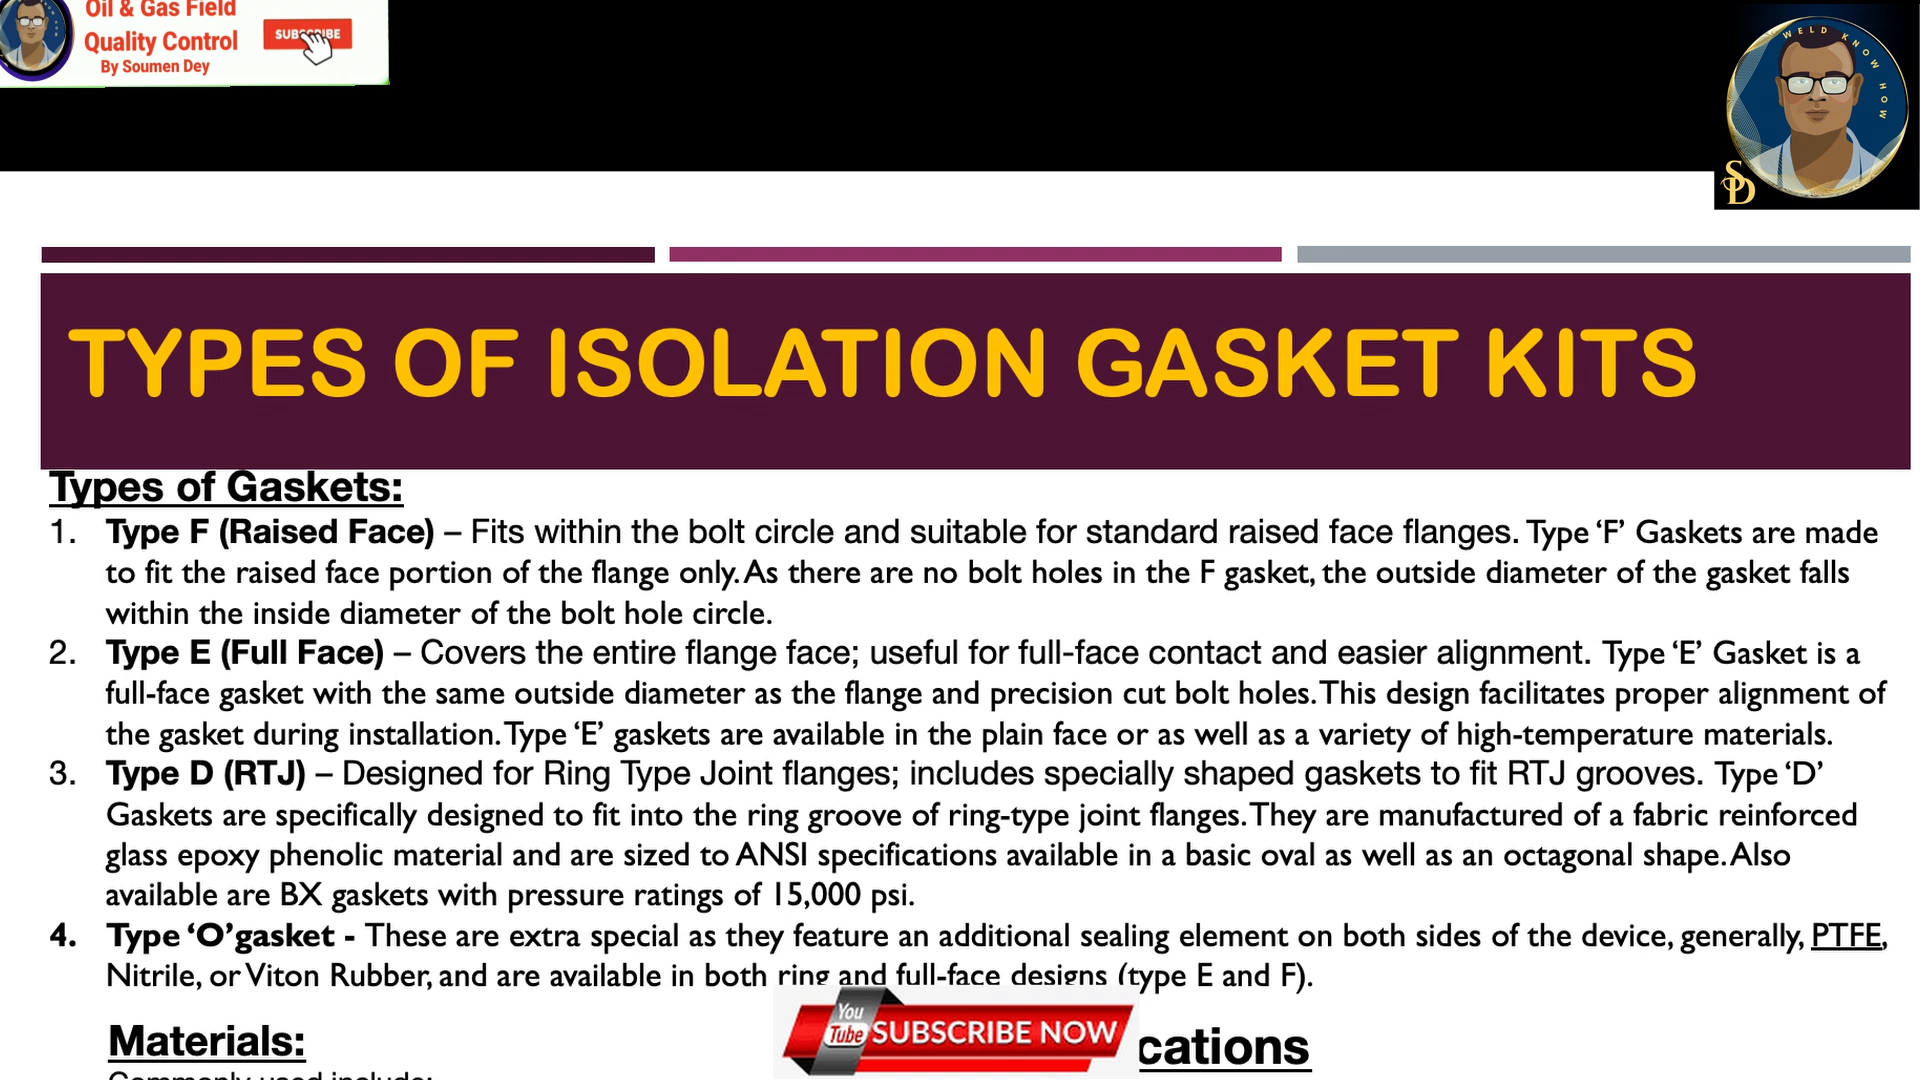 Oil & Gas Field
Quality Control
By Soumen Dey
SUBSCRIBE
WELD KNOW HOW
SD
TYPES OF ISOLATION GASKET KITS
Types of Gaskets:
1. Type F (Raised Face) – Fits within the bolt circle and suitable for standard raised face flanges. Type ‘F’ Gaskets are made
to fit the raised face portion of the flange only. As there are no bolt holes in the F gasket, the outside diameter of the gasket falls
within the inside diameter of the bolt hole circle.
2. Type E (Full Face) – Covers the entire flange face; useful for full-face contact and easier alignment. Type ‘E’ Gasket is a
full-face gasket with the same outside diameter as the flange and precision cut bolt holes. This design facilitates proper alignment of
the gasket during installation. Type ‘E’ gaskets are available in the plain face or as well as a variety of high-temperature materials.
3. Type D (RTJ) – Designed for Ring Type Joint flanges; includes specially shaped gaskets to fit RTJ grooves. Type ‘D’
Gaskets are specifically designed to fit into the ring groove of ring-type joint flanges. They are manufactured of a fabric reinforced
glass epoxy phenolic material and are sized to ANSI specifications available in a basic oval as well as an octagonal shape. Also
available are BX gaskets with pressure ratings of 15,000 psi.
4. Type ‘O’gasket - These are extra special as they feature an additional sealing element on both sides of the device, generally, PTFE,
Nitrile, or Viton Rubber, and are available in both ring and full-face designs (type E and F).
You
Tube SUBSCRIBE NOW
Materials:
cations
Commonly used include: